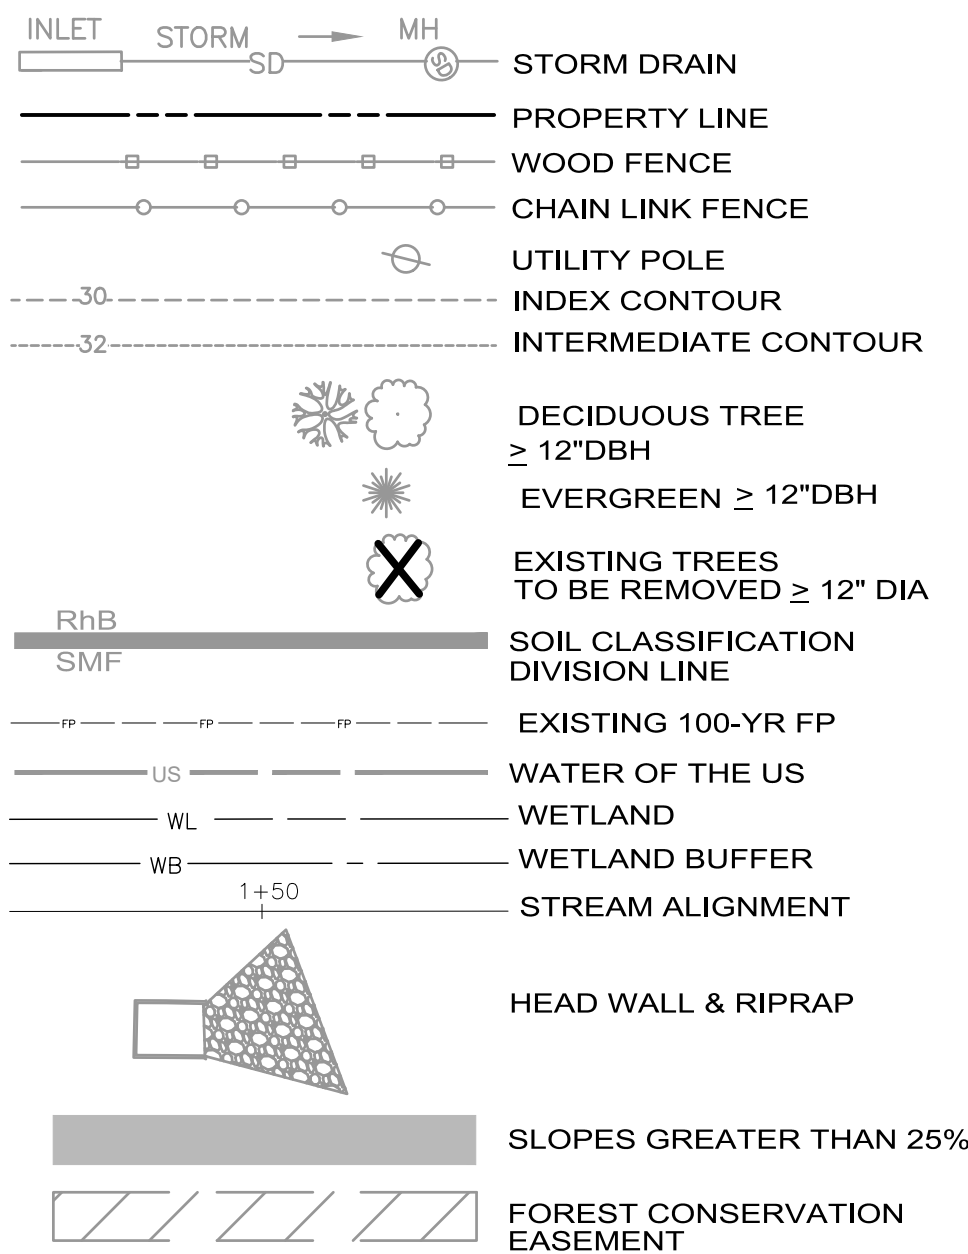 INLET STORM MH
SD SD STORM DRAIN
PROPERTY LINE
WOOD FENCE
CHAIN LINK FENCE
UTILITY POLE
30 INDEX CONTOUR
32 INTERMEDIATE CONTOUR
DECIDUOUS TREE
≥ 12"DBH
EVERGREEN ≥ 12"DBH
EXISTING TREES
TO BE REMOVED ≥ 12" DIA
RhB
SMF
SOIL CLASSIFICATION
DIVISION LINE
FP FP FP EXISTING 100-YR FP
US WATER OF THE US
WL WETLAND
WB WETLAND BUFFER
1+50
STREAM ALIGNMENT
HEAD WALL & RIPRAP
SLOPES GREATER THAN 25%
FOREST CONSERVATION
EASEMENT